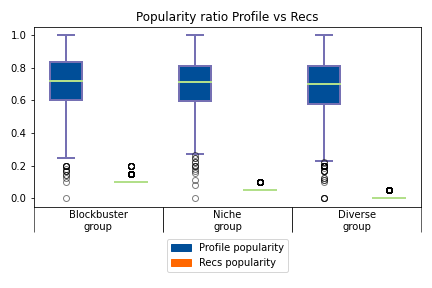 Popularity ratio Profile vs Recs
1.0
0.8
0.6
0.4
0.2
0.0
Blockbuster
group
Niche
group
Diverse
group
Profile popularity
Recs popularity